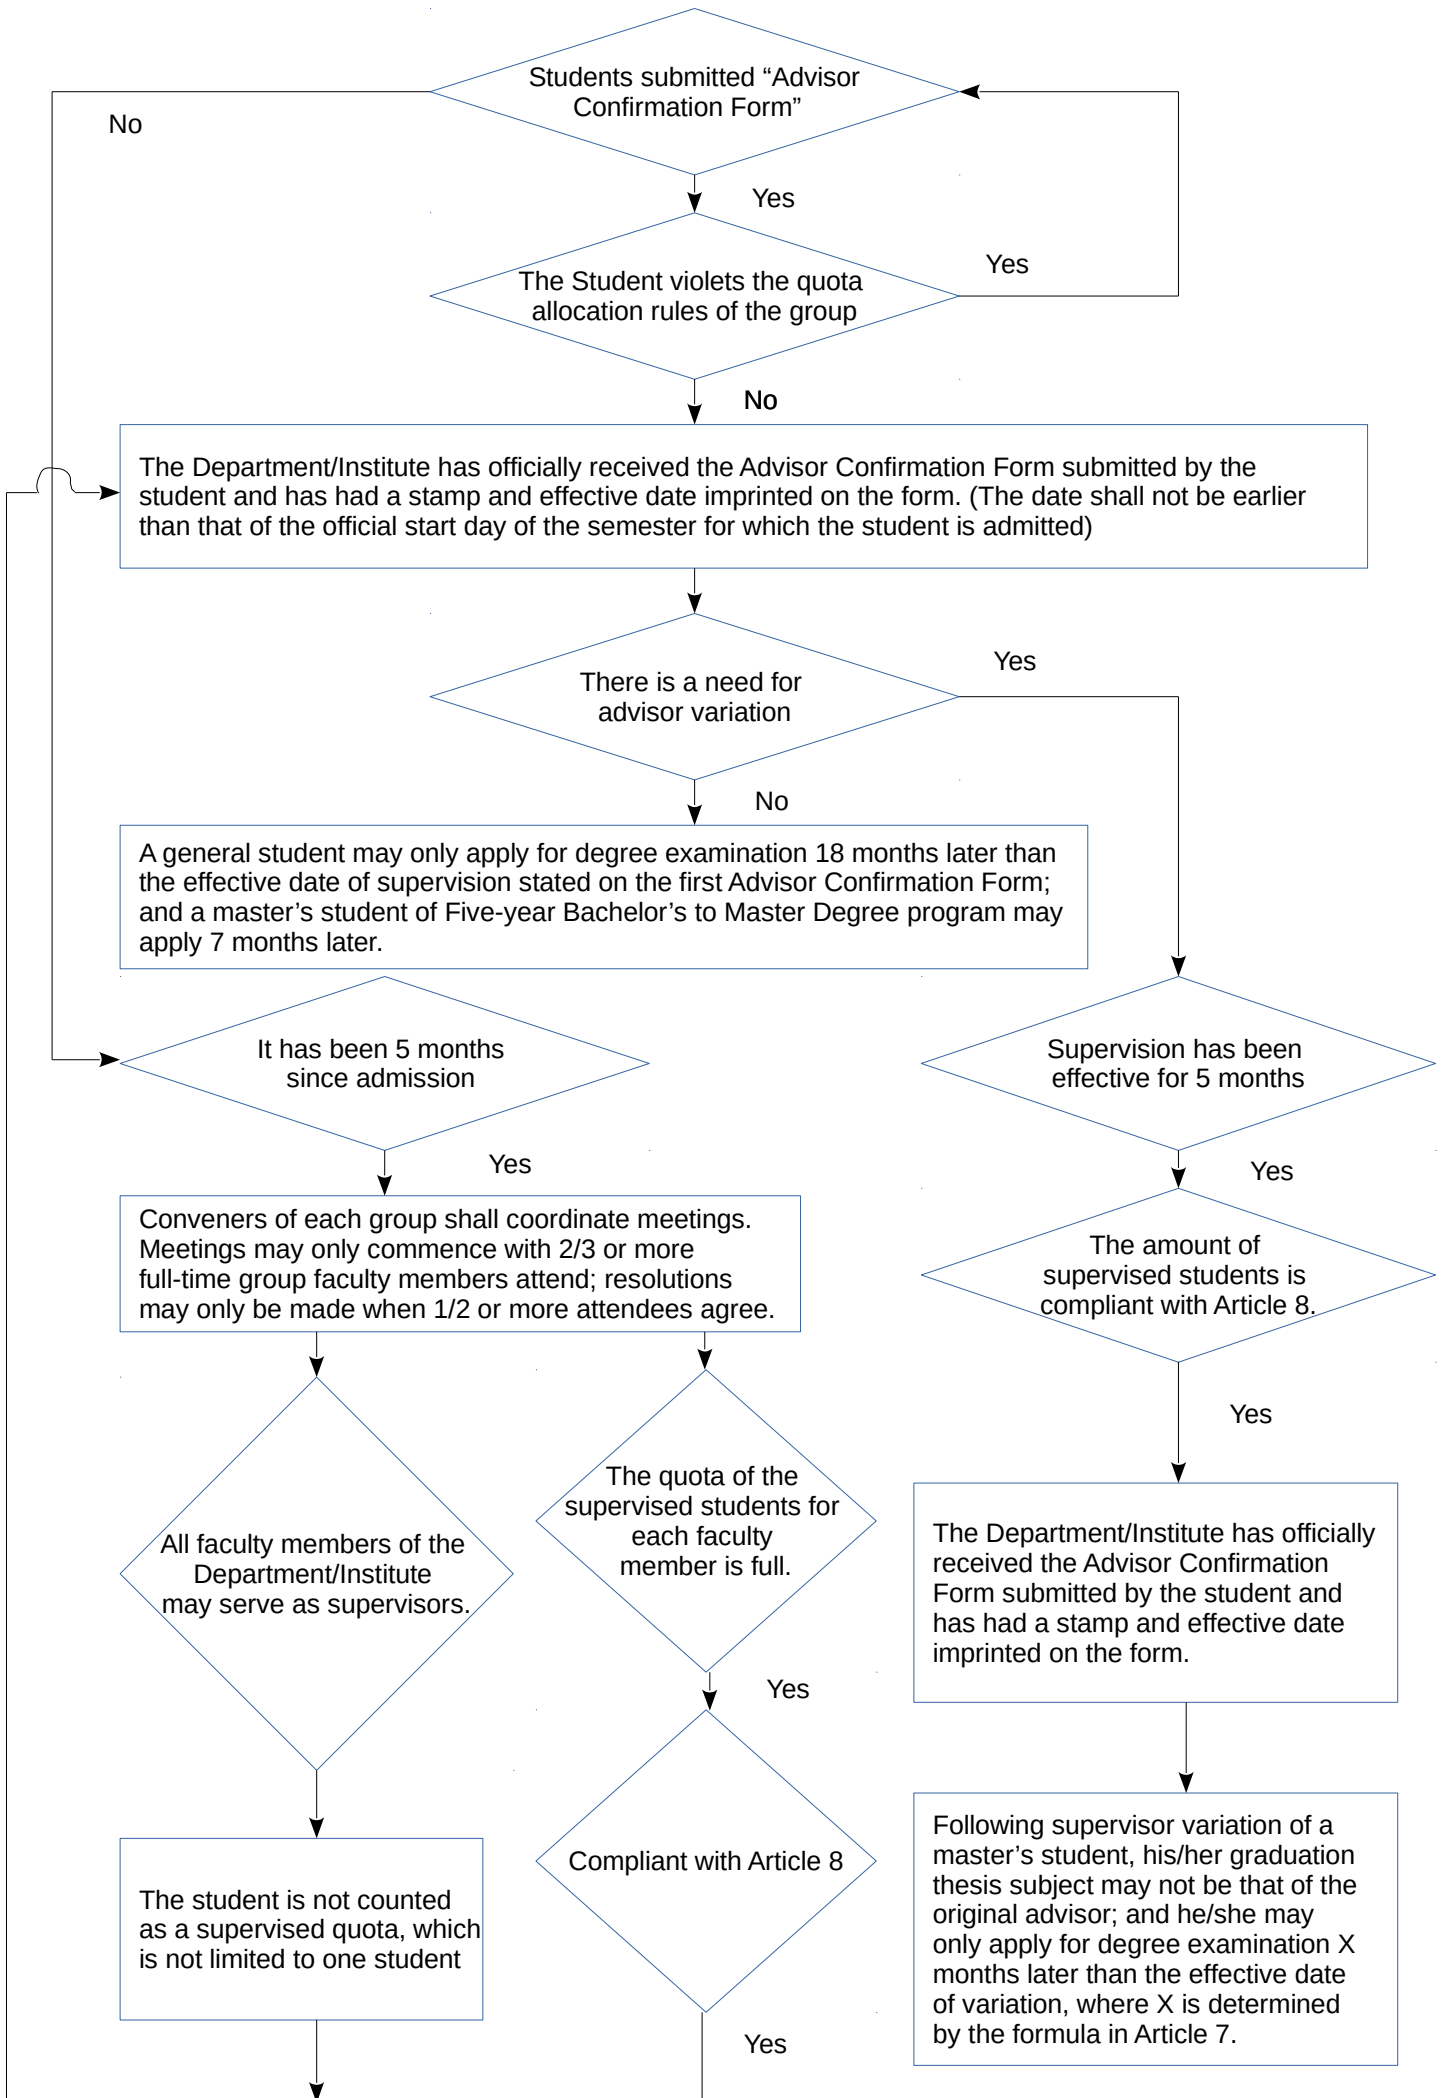 Students submitted “Advisor
Confirmation Form”
No
Yes
The Student violets the quota
allocation rules of the group
Yes
No
The Department/Institute has officially received the Advisor Confirmation Form submitted by the
student and has had a stamp and effective date imprinted on the form. (The date shall not be earlier
than that of the official start day of the semester for which the student is admitted)
There is a need for
advisor variation
Yes
No
A general student may only apply for degree examination 18 months later than
the effective date of supervision stated on the first Advisor Confirmation Form;
and a master’s student of Five-year Bachelor’s to Master Degree program may
apply 7 months later.
It has been 5 months
since admission
Supervision has been
effective for 5 months
Yes
Yes
Conveners of each group shall coordinate meetings.
Meetings may only commence with 2/3 or more
full-time group faculty members attend; resolutions
may only be made when 1/2 or more attendees agree.
The amount of
supervised students is
compliant with Article 8.
Yes
All faculty members of the
Department/Institute
may serve as supervisors.
The quota of the
supervised students for
each faculty
member is full.
Yes
The Department/Institute has officially
received the Advisor Confirmation
Form submitted by the student and
has had a stamp and effective date
imprinted on the form.
The student is not counted
as a supervised quota, which
is not limited to one student
Compliant with Article 8
Yes
Following supervisor variation of a
master’s student, his/her graduation
thesis subject may not be that of the
original advisor; and he/she may
only apply for degree examination X
months later than the effective date
of variation, where X is determined
by the formula in Article 7.